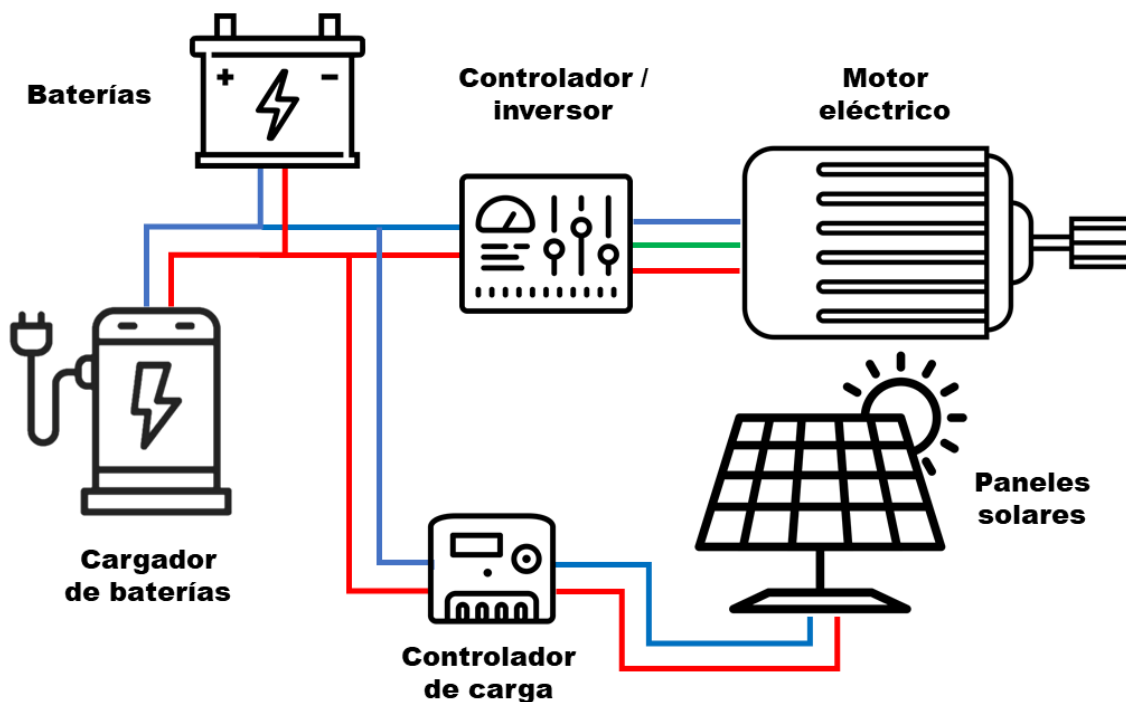 Baterías
+ -
Controlador /
inversor
Motor
eléctrico
Paneles
solares
Cargador
de baterías
Controlador
de carga